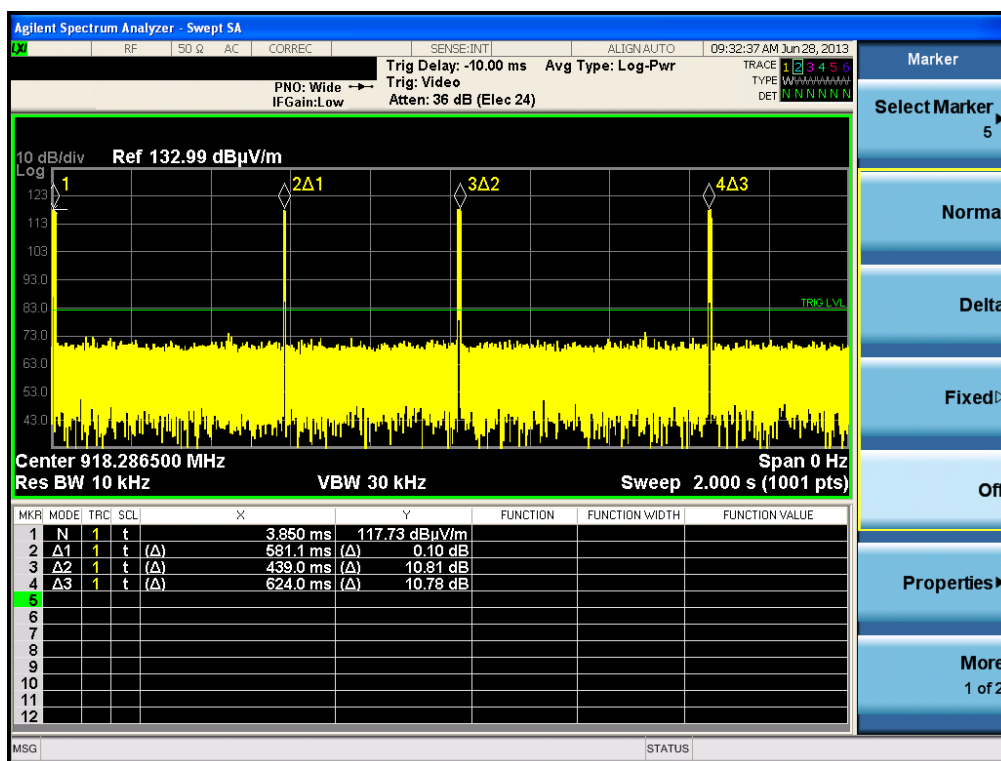 Agilent Spectrum Analyzer - Swept SA
LXI RF 50 Ω AC CORREC SENSE:INT ALIGN AUTO 09:32:37 AM Jun 28, 2013
Trig Delay: -10.00 ms Avg Type: Log-Pwr TRACE 1 2 3 4 5 6
PNO: Wide Trig: Video TYPE
IFGain:Low Atten: 36 dB (Elec 24) DET N N N N N N
10 dB/div Ref 132.99 dBµV/m
Log
1 2Δ1 3Δ2 4Δ3
123
113
103
93.0
83.0 TRIG LVL
73.0
63.0
53.0
43.0
Center 918.286500 MHz Span 0 Hz
Res BW 10 kHz VBW 30 kHz Sweep 2.000 s (1001 pts)
MKR MODE TRC SCL X Y FUNCTION FUNCTION WIDTH FUNCTION VALUE
1 N 1 t 3.850 ms 117.73 dBµV/m
2 Δ1 1 t (Δ) 581.1 ms (Δ) 0.10 dB
3 Δ2 1 t (Δ) 439.0 ms (Δ) 10.81 dB
4 Δ3 1 t (Δ) 624.0 ms (Δ) 10.78 dB
5
6
7
8
9
10
11
12
MSG STATUS
Marker
Select Marker
5
Norma
Delta
Fixed
Off
Properties
More
1 of 2